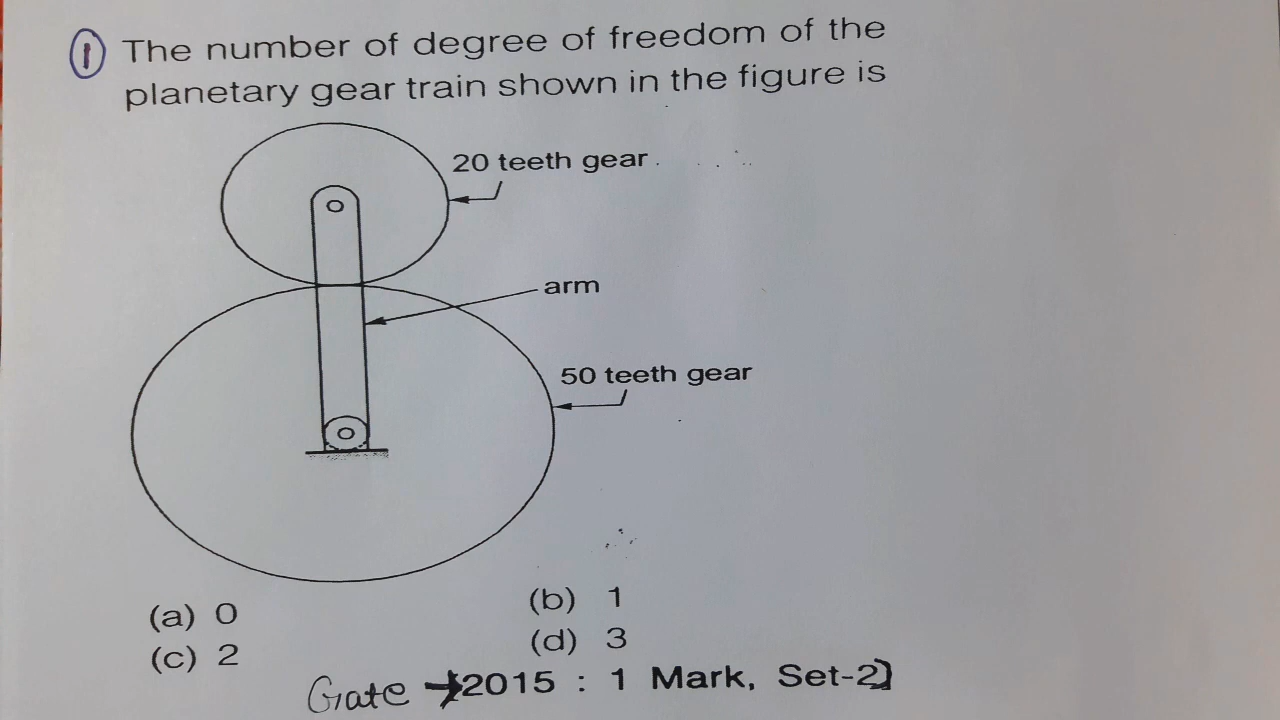 1 The number of degree of freedom of the
planetary gear train shown in the figure is
20 teeth gear
arm
50 teeth gear
(a) 0 (b) 1
(c) 2 (d) 3
Gate → 2015 : 1 Mark, Set-2]